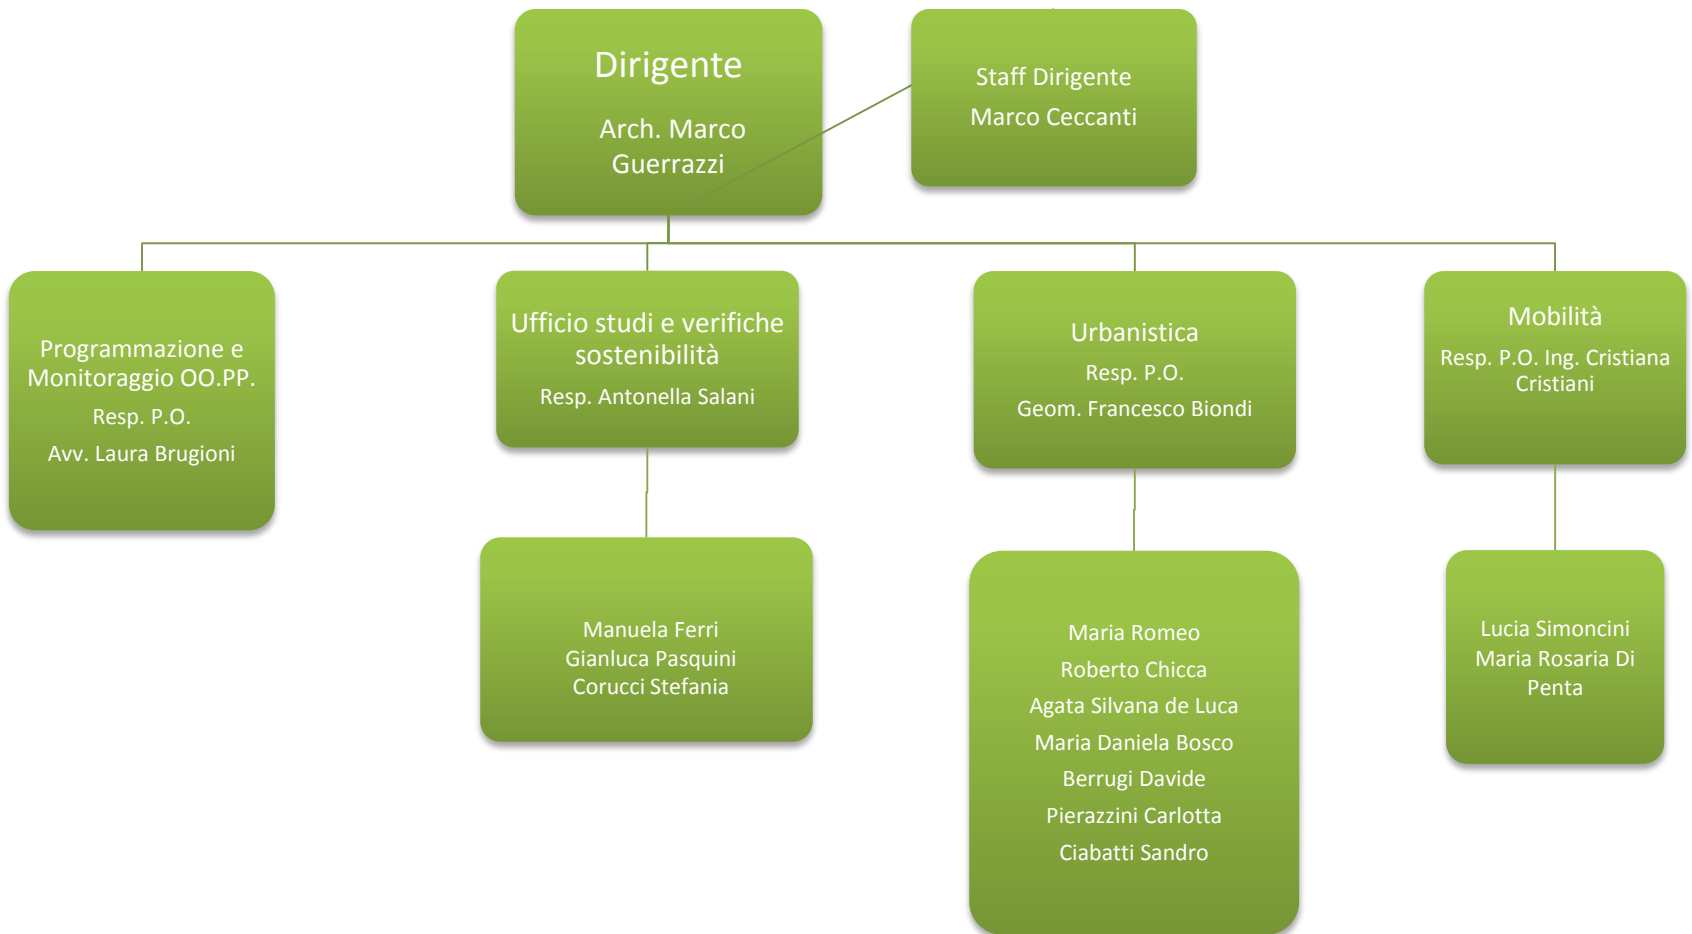 Dirigente
Arch. Marco
Guerrazzi
Staff Dirigente
Marco Ceccanti
Programmazione e
Monitoraggio OO.PP.
Resp. P.O.
Avv. Laura Brugioni
Ufficio studi e verifiche
sostenibilità
Resp. Antonella Salani
Urbanistica
Resp. P.O.
Geom. Francesco Biondi
Mobilità
Resp. P.O. Ing. Cristiana
Cristiani
Manuela Ferri
Gianluca Pasquini
Corucci Stefania
Maria Romeo
Roberto Chicca
Agata Silvana de Luca
Maria Daniela Bosco
Berrugi Davide
Pierazzini Carlotta
Ciabatti Sandro
Lucia Simoncini
Maria Rosaria Di
Penta